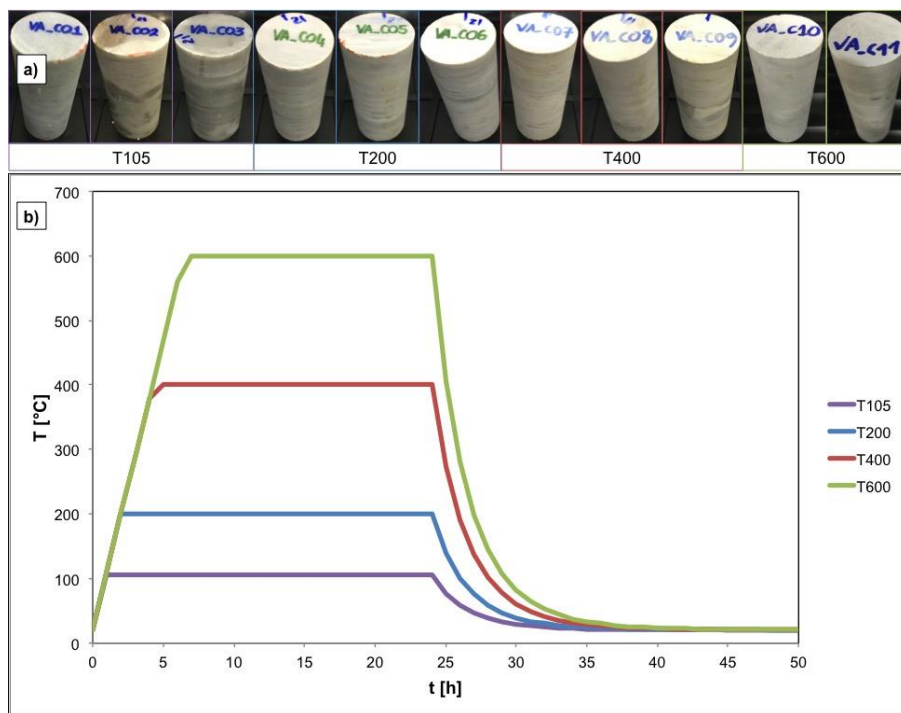 VA_C01 VA_C02 VA_C03 VA_C04 VA_C05 VA_C06 VA_C07 VA_C08 VA_C09 VA_C10 VA_C11
a)
T105 T200 T400 T600
b)
700
600
500
400
300
200
100
0
T [°C]
0 5 10 15 20 25 30 35 40 45 50
t [h]
T105
T200
T400
T600